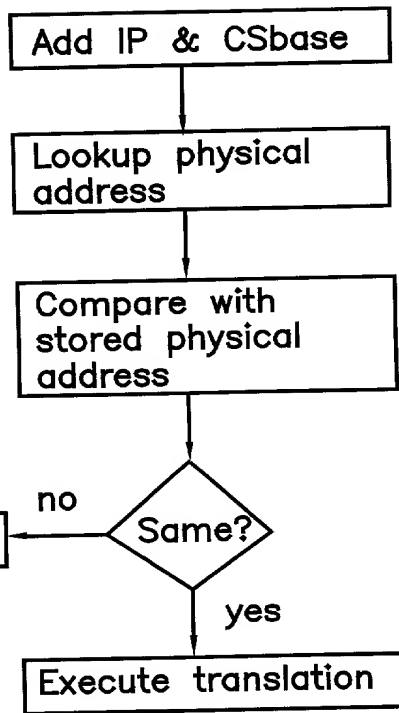 Add IP & CSbase
Lookup physical
address
Compare with
stored physical
address
no
Same?
yes
Execute translation